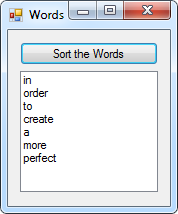 Words
Sort the Words
in
order
to
create
a
more
perfect